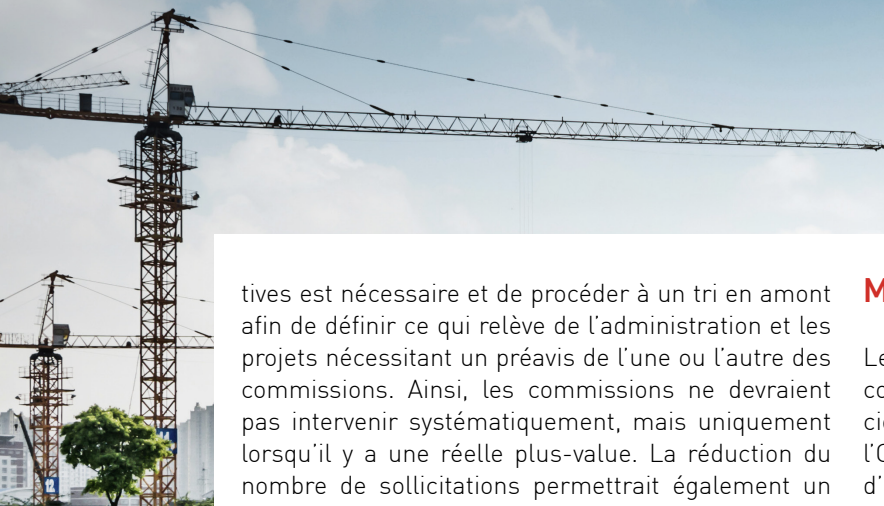 tives est nécessaire et de procéder à un tri en amont
afin de définir ce qui relève de l’administration et les
projets nécessitant un préavis de l’une ou l’autre des
commissions. Ainsi, les commissions ne devraient
pas intervenir systématiquement, mais uniquement
lorsqu’il y a une réelle plus-value. La réduction du
nombre de sollicitations permettrait également un
M
Le
co
cie
l’O
d’
12